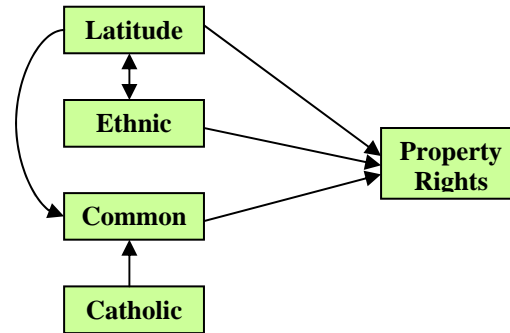 Latitude
Ethnic
Property
Rights
Common
Catholic